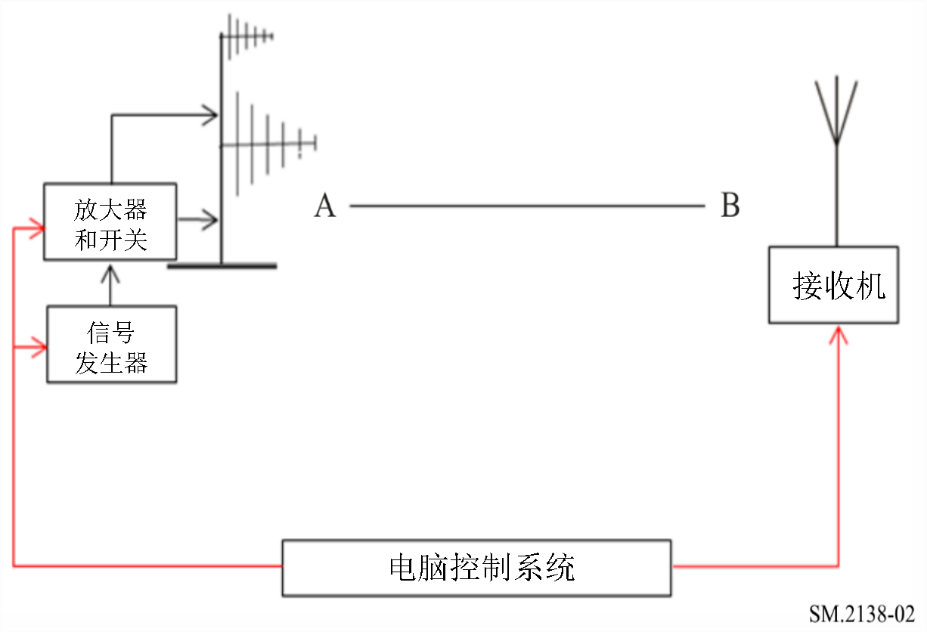 放大器
和开关
A
B
接收机
信号
发生器
电脑控制系统
SM.2138-02